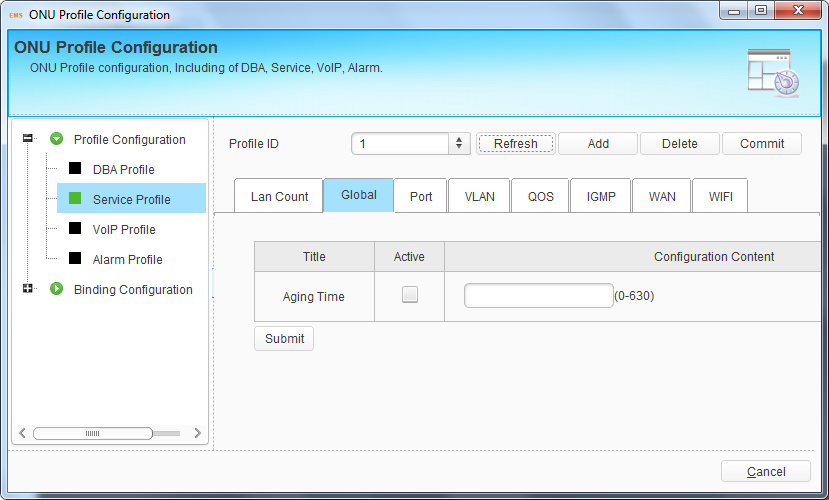 EMS ONU Profile Configuration
ONU Profile Configuration
ONU Profile configuration, Including of DBA, Service, VoIP, Alarm.
Profile Configuration
DBA Profile
Service Profile
VoIP Profile
Alarm Profile
Binding Configuration
Profile ID 1 Refresh Add Delete Commit
Lan Count Global Port VLAN QOS IGMP WAN WIFI
Title Active Configuration Content
Aging Time (0-630)
Submit
Cancel